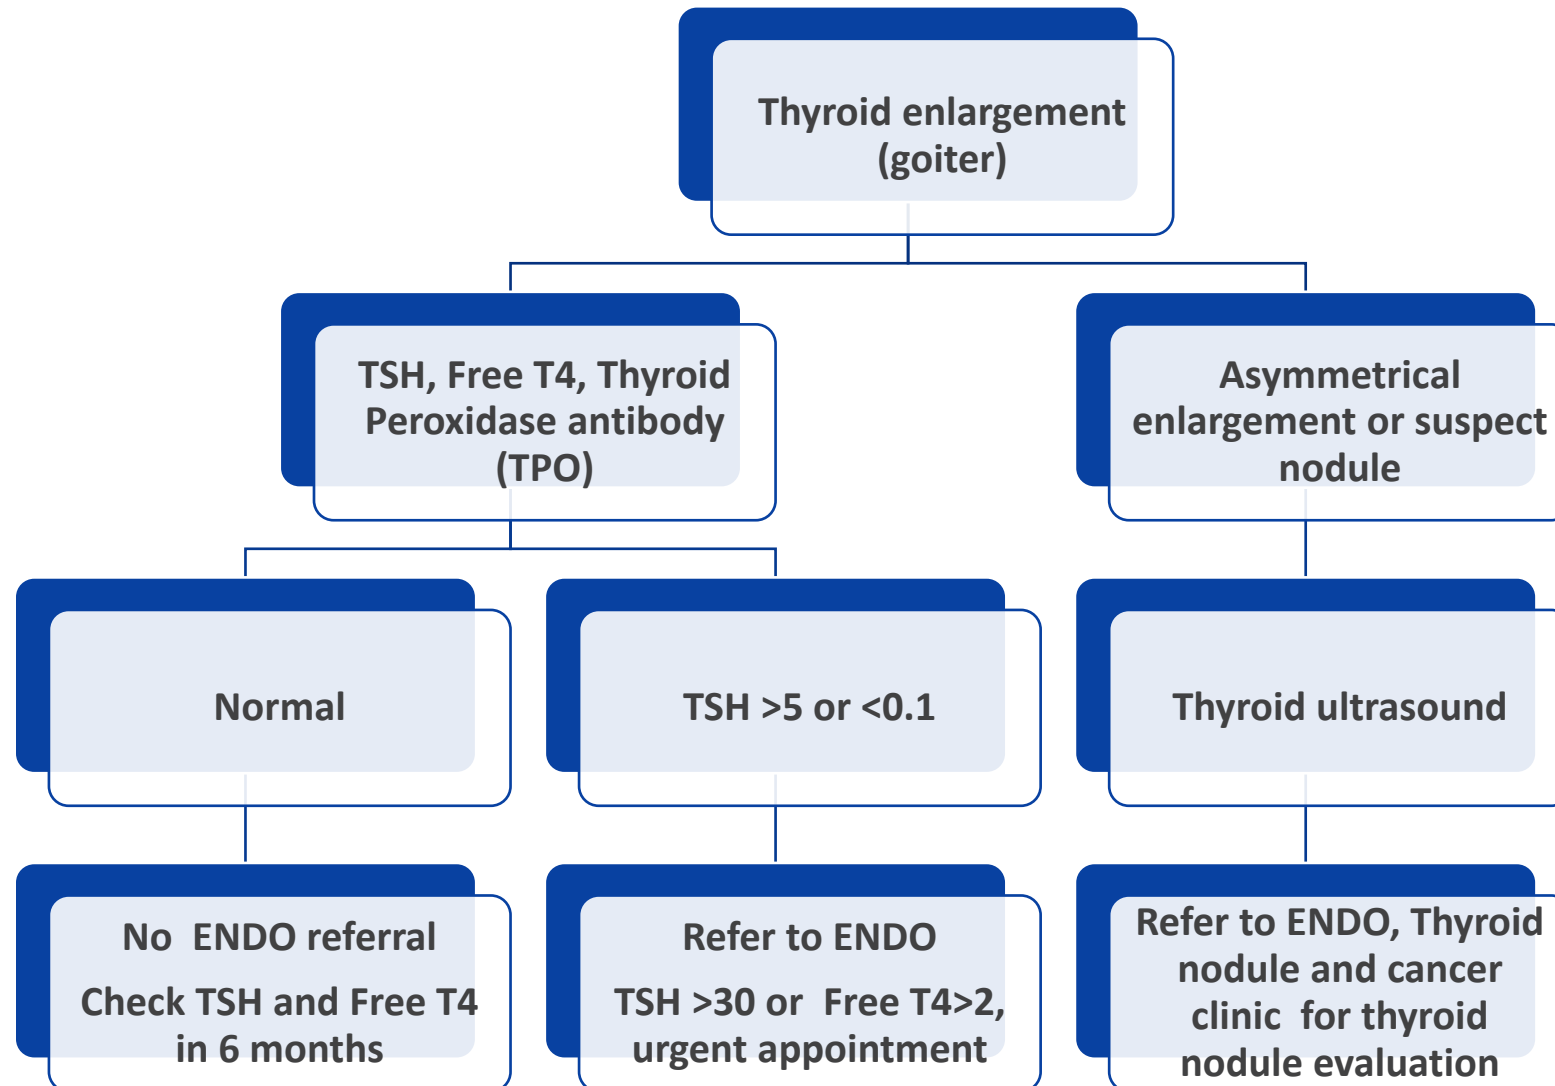 Thyroid enlargement
(goiter)
TSH, Free T4, Thyroid
Peroxidase antibody
(TPO)
Asymmetrical
enlargement or suspect
nodule
Normal
TSH >5 or <0.1
Thyroid ultrasound
No  ENDO referral
Check TSH and Free T4
in 6 months
Refer to ENDO
TSH >30 or  Free T4>2,
urgent appointment
Refer to ENDO, Thyroid
nodule and cancer
clinic  for thyroid
nodule evaluation